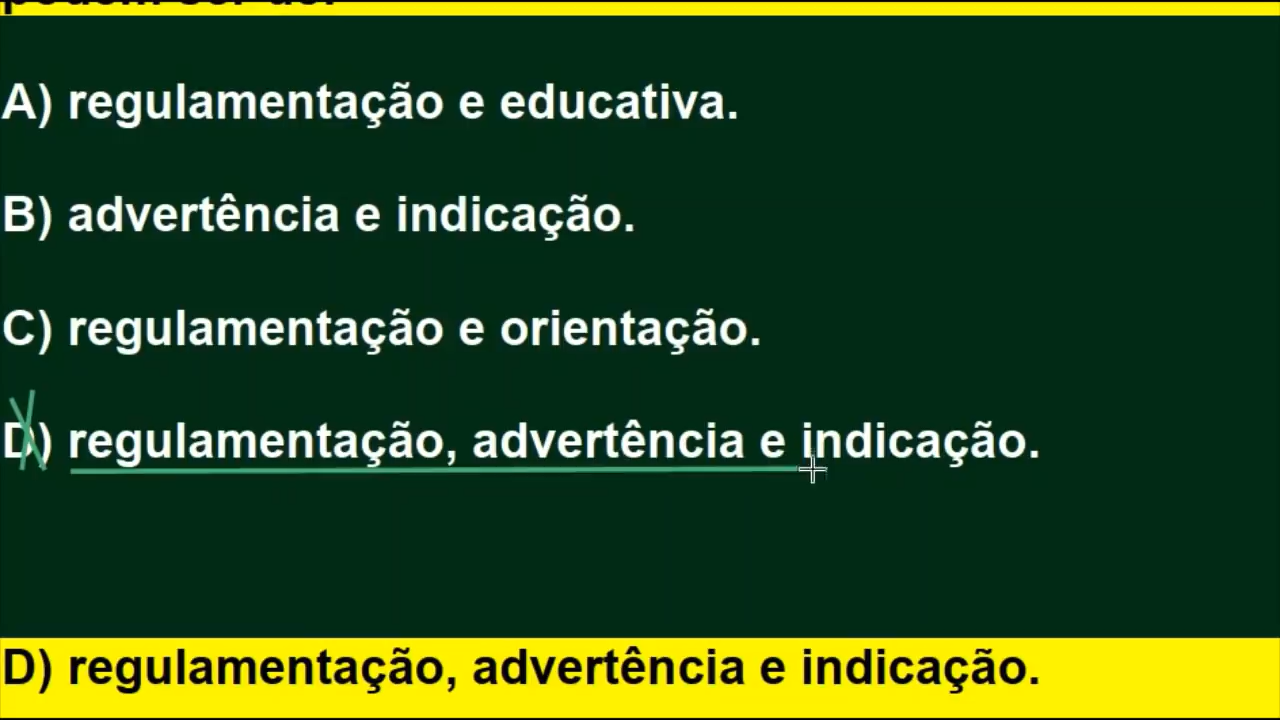 podem ser de:
A) regulamentação e educativa.
B) advertência e indicação.
C) regulamentação e orientação.
D) regulamentação, advertência e indicação.
D) regulamentação, advertência e indicação.